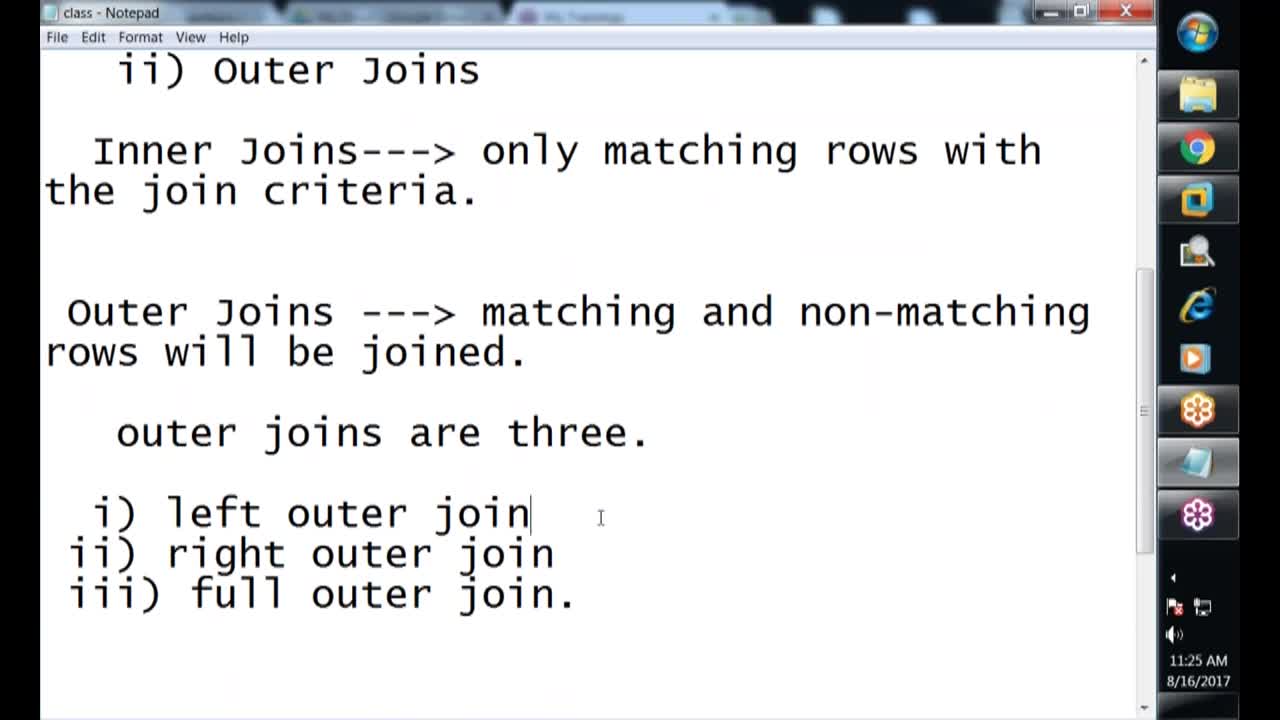 class - Notepad
File Edit Format View Help
ii) Outer Joins
Inner Joins---> only matching rows with
the join criteria.
Outer Joins ---> matching and non-matching
rows will be joined.
outer joins are three.
i) left outer join
ii) right outer join
iii) full outer join.
11:25 AM
8/16/2017